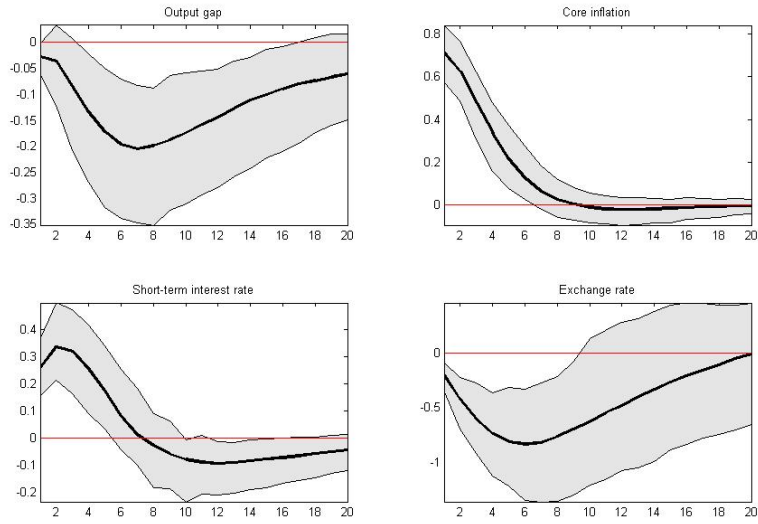 Output gap
0
-0.05
-0.1
-0.15
-0.2
-0.25
-0.3
-0.35
2 4 6 8 10 12 14 16 18 20
Core inflation
0.8
0.6
0.4
0.2
0
2 4 6 8 10 12 14 16 18 20
Short-term interest rate
0.4
0.3
0.2
0.1
0
-0.1
-0.2
2 4 6 8 10 12 14 16 18 20
Exchange rate
0
-0.5
-1
2 4 6 8 10 12 14 16 18 20